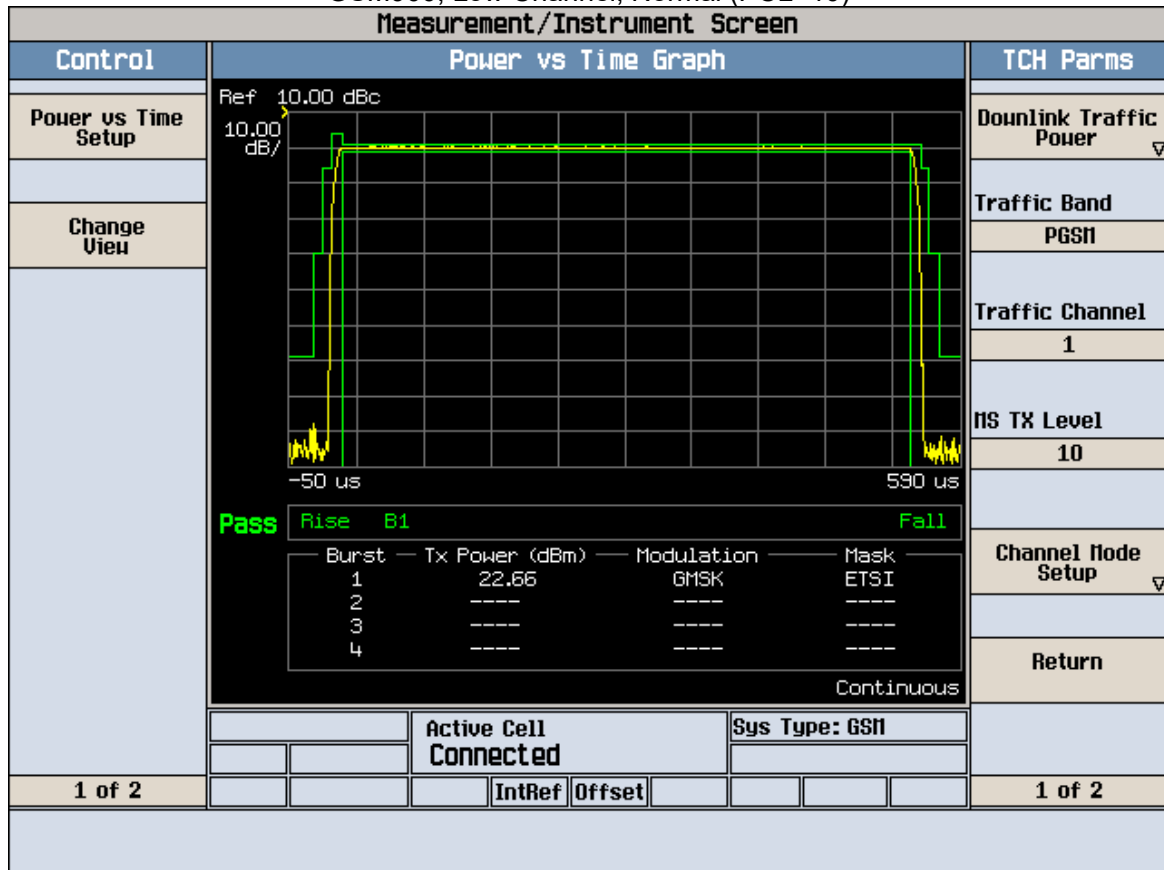 Measurement/Instrument Screen
Control
Power vs Time Graph
TCH Parms
Power vs Time
Setup
Change
View
1 of 2
Ref 10.00 dBc
10.00
dB/
-50 us
590 us
Pass
Rise B1 Fall
Burst Tx Power (dBm) Modulation Mask
1 22.66 GMSK ETSI
2 ---- ---- ----
3 ---- ---- ----
4 ---- ---- ----
Continuous
Active Cell
Connected
Sys Type: GSM
IntRef Offset
Downlink Traffic
Power
Traffic Band
PGSM
Traffic Channel
1
MS TX Level
10
Channel Mode
Setup
Return
1 of 2